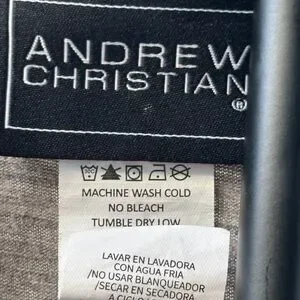 ANDREW
CHRISTIAN
®
MACHINE WASH COLD
NO BLEACH
TUMBLE DRY LOW
LAVAR EN LAVADORA
CON AGUA FRIA
/NO USAR BLANQUEADOR
/SECAR EN SECADORA
A CICLO